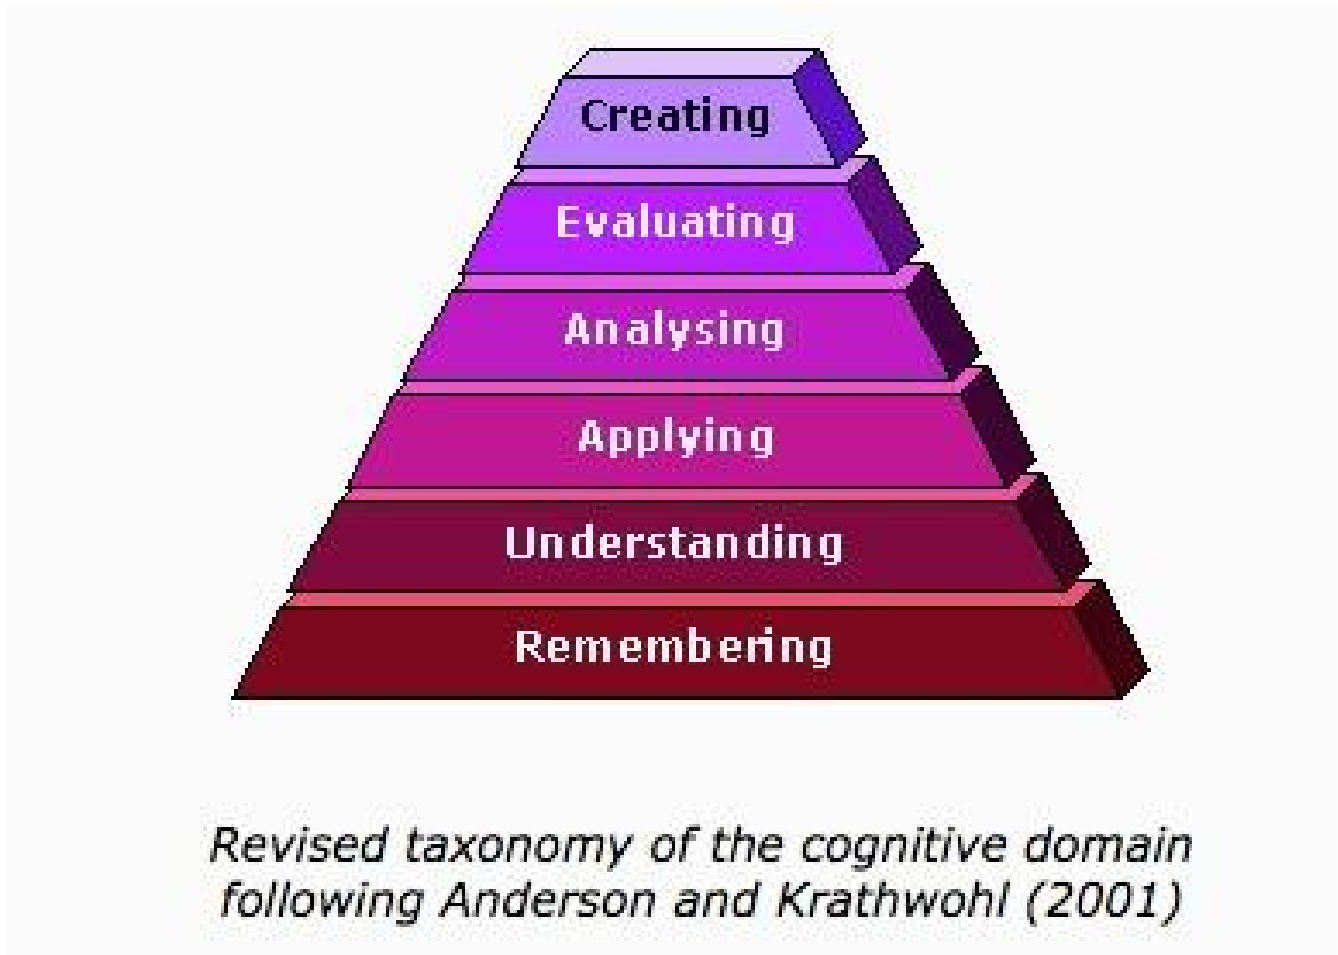 Creating
Evaluating
Analysing
Applying
Understanding
Remembering
Revised taxonomy of the cognitive domain
following Anderson and Krathwohl (2001)